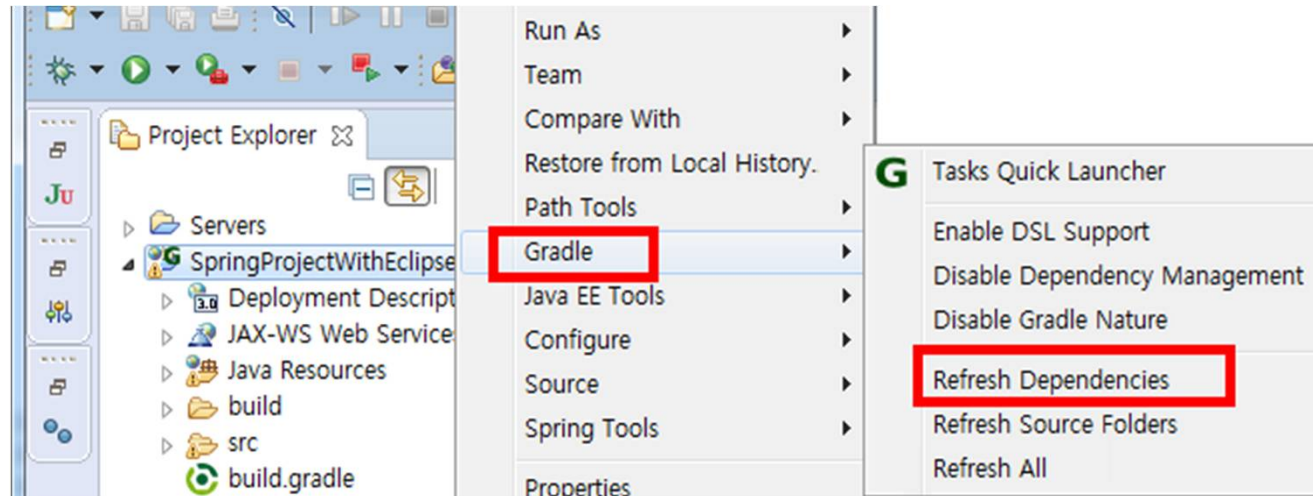 Project Explorer
Ju
Servers
SpringProjectWithEclipse
3.0 Deployment Descript
JAX-WS Web Service
Java Resources
build
src
build.gradle
Run As
Team
Compare With
Restore from Local History..
Path Tools
Gradle
Java EE Tools
Configure
Source
Spring Tools
Properties
G Tasks Quick Launcher
Enable DSL Support
Disable Dependency Management
Disable Gradle Nature
Refresh Dependencies
Refresh Source Folders
Refresh All